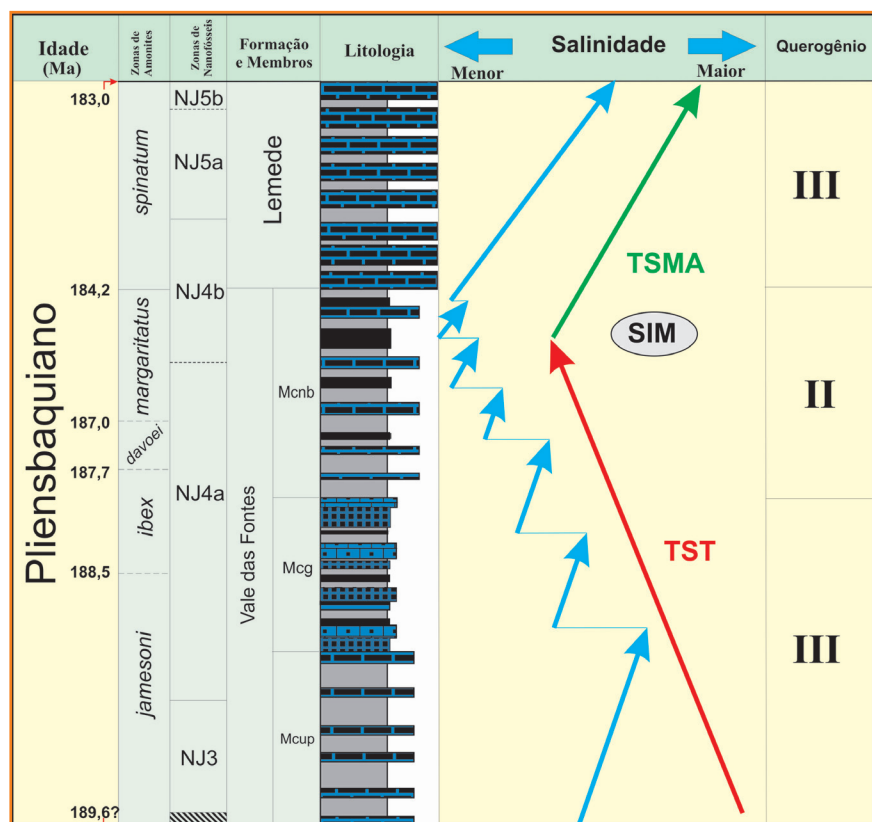 Idade
(Ma)
Zonas de
Amonites
Zonas de
Nanofósseis
Formação
e Membros
Litologia
Salinidade
Menor
Maior
Querogênio
Pliensbaquiano
183,0
184,2
187,0
187,7
188,5
189,6?
spinatum
margaritatus
davoei
ibex
jamesoni
NJ5b
NJ5a
NJ4b
NJ4a
NJ3
Lemede
Vale das Fontes
Mcnb
Mcg
Mcup
TSMA
SIM
TST
III
II
III